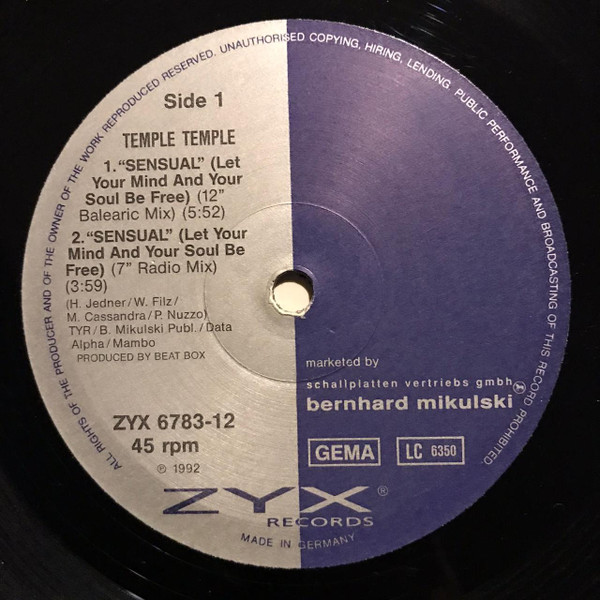 ALL RIGHTS OF THE PRODUCER AND OF THE OWNER OF THE WORK REPRODUCED RESERVED. UNAUTHORISED COPYING, HIRING, LENDING, PUBLIC PERFORMANCE AND BROADCASTING OF THIS RECORD PROHIBITED.
Side 1
TEMPLE TEMPLE
1. "SENSUAL" (Let
Your Mind And Your
Soul Be Free) (12"
Balearic Mix) (5:52)
2. "SENSUAL" (Let Your
Mind And Your Soul Be
Free) (7" Radio Mix)
(3:59)
(H. Jedner/W. Filz/
M. Cassandra/P. Nuzzo)
TYR/B. Mikulski Publ./Data
Alpha/Mambo
PRODUCED BY BEAT BOX
marketed by
schallplatten vertriebs gmbh
bernhard mikulski
ZYX 6783-12
45 rpm
GEMA
LC 6350
℗ 1992
ZYX®
RECORDS
MADE IN GERMANY